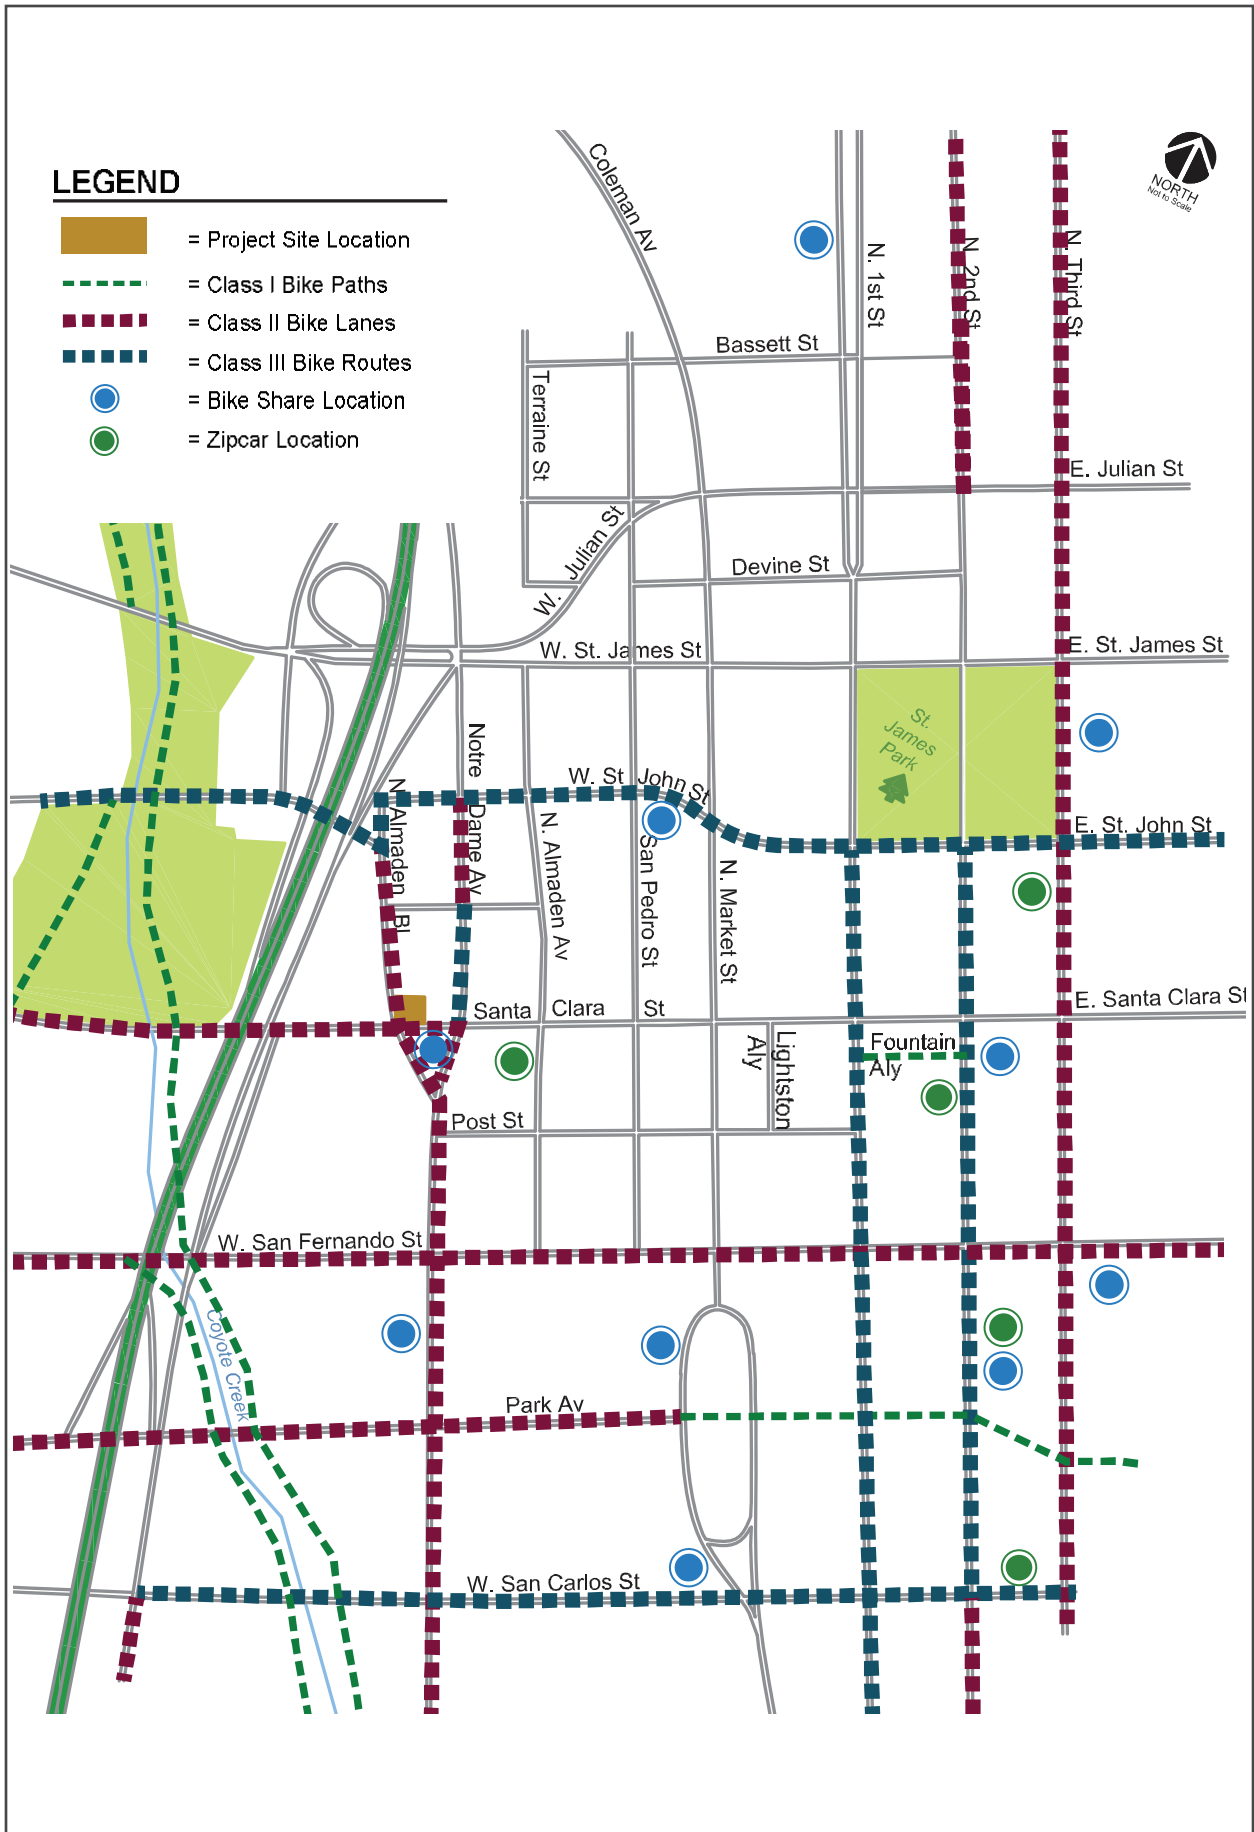 LEGEND
= Project Site Location
= Class I Bike Paths
= Class II Bike Lanes
= Class III Bike Routes
= Bike Share Location
= Zipcar Location
NORTH
Not to Scale
Coleman Av
N. 1st St
N. 2nd St
N. Third St
Bassett St
Terraine St
E. Julian St
W. Julian St
Devine St
W. St. James St
E. St. James St
St.
James
Park
Notre Dame Av
W. St John St
E. St. John St
N. Almaden Bl
N. Almaden Av
San Pedro St
N. Market St
Santa Clara St
E. Santa Clara St
Lightston
Aly
Fountain
Aly
Post St
W. San Fernando St
Coyote Creek
Park Av
W. San Carlos St